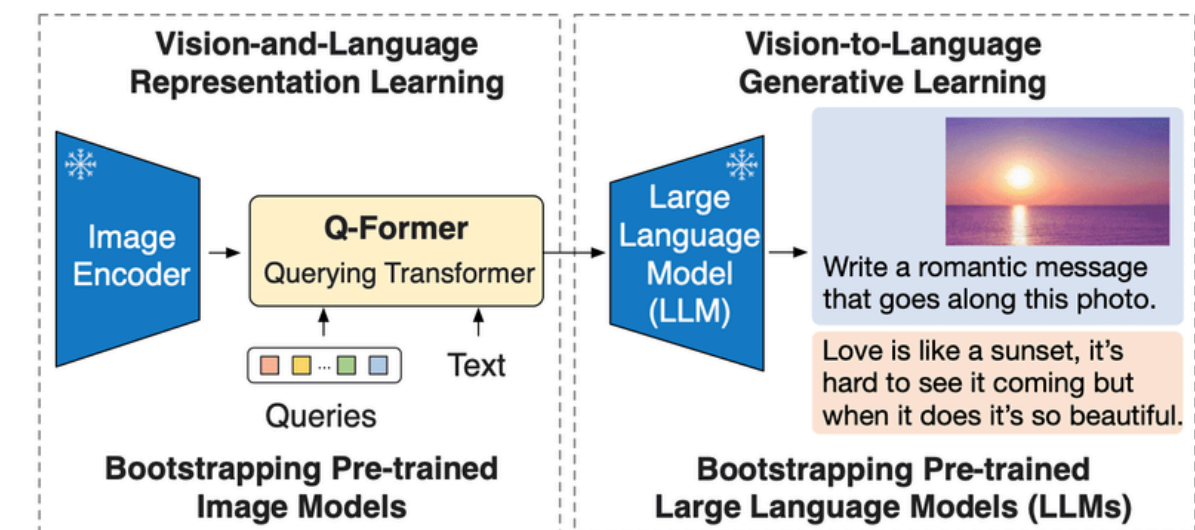 Vision-and-Language
Representation Learning
Image
Encoder
Q-Former
Querying Transformer
...
Queries
Text
Bootstrapping Pre-trained
Image Models
Vision-to-Language
Generative Learning
Large
Language
Model
(LLM)
Write a romantic message
that goes along this photo.
Love is like a sunset, it's
hard to see it coming but
when it does it's so beautiful.
Bootstrapping Pre-trained
Large Language Models (LLMs)